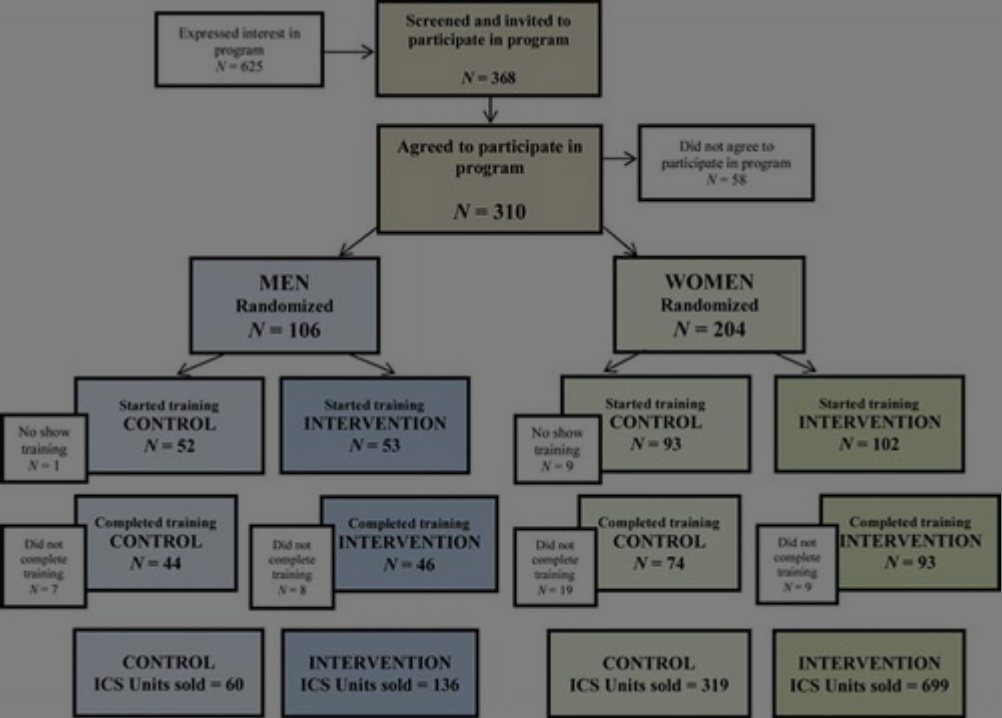 Expressed interest in
program
N = 625
Screened and invited to
participate in program
N = 368
Agreed to participate in
program
N = 310
Did not agree to
participate in program
N = 58
MEN
Randomized
N = 106
WOMEN
Randomized
N = 204
Started training
CONTROL
N = 52
No show
training
N = 1
Started training
INTERVENTION
N = 53
Started training
CONTROL
N = 93
No show
training
N = 9
Started training
INTERVENTION
N = 102
Completed training
CONTROL
N = 44
Did not
complete
training
N = 7
Completed training
INTERVENTION
N = 46
Did not
complete
training
N = 8
Completed training
CONTROL
N = 74
Did not
complete
training
N = 19
Completed training
INTERVENTION
N = 93
Did not
complete
training
N = 9
CONTROL
ICS Units sold = 60
INTERVENTION
ICS Units sold = 136
CONTROL
ICS Units sold = 319
INTERVENTION
ICS Units sold = 699